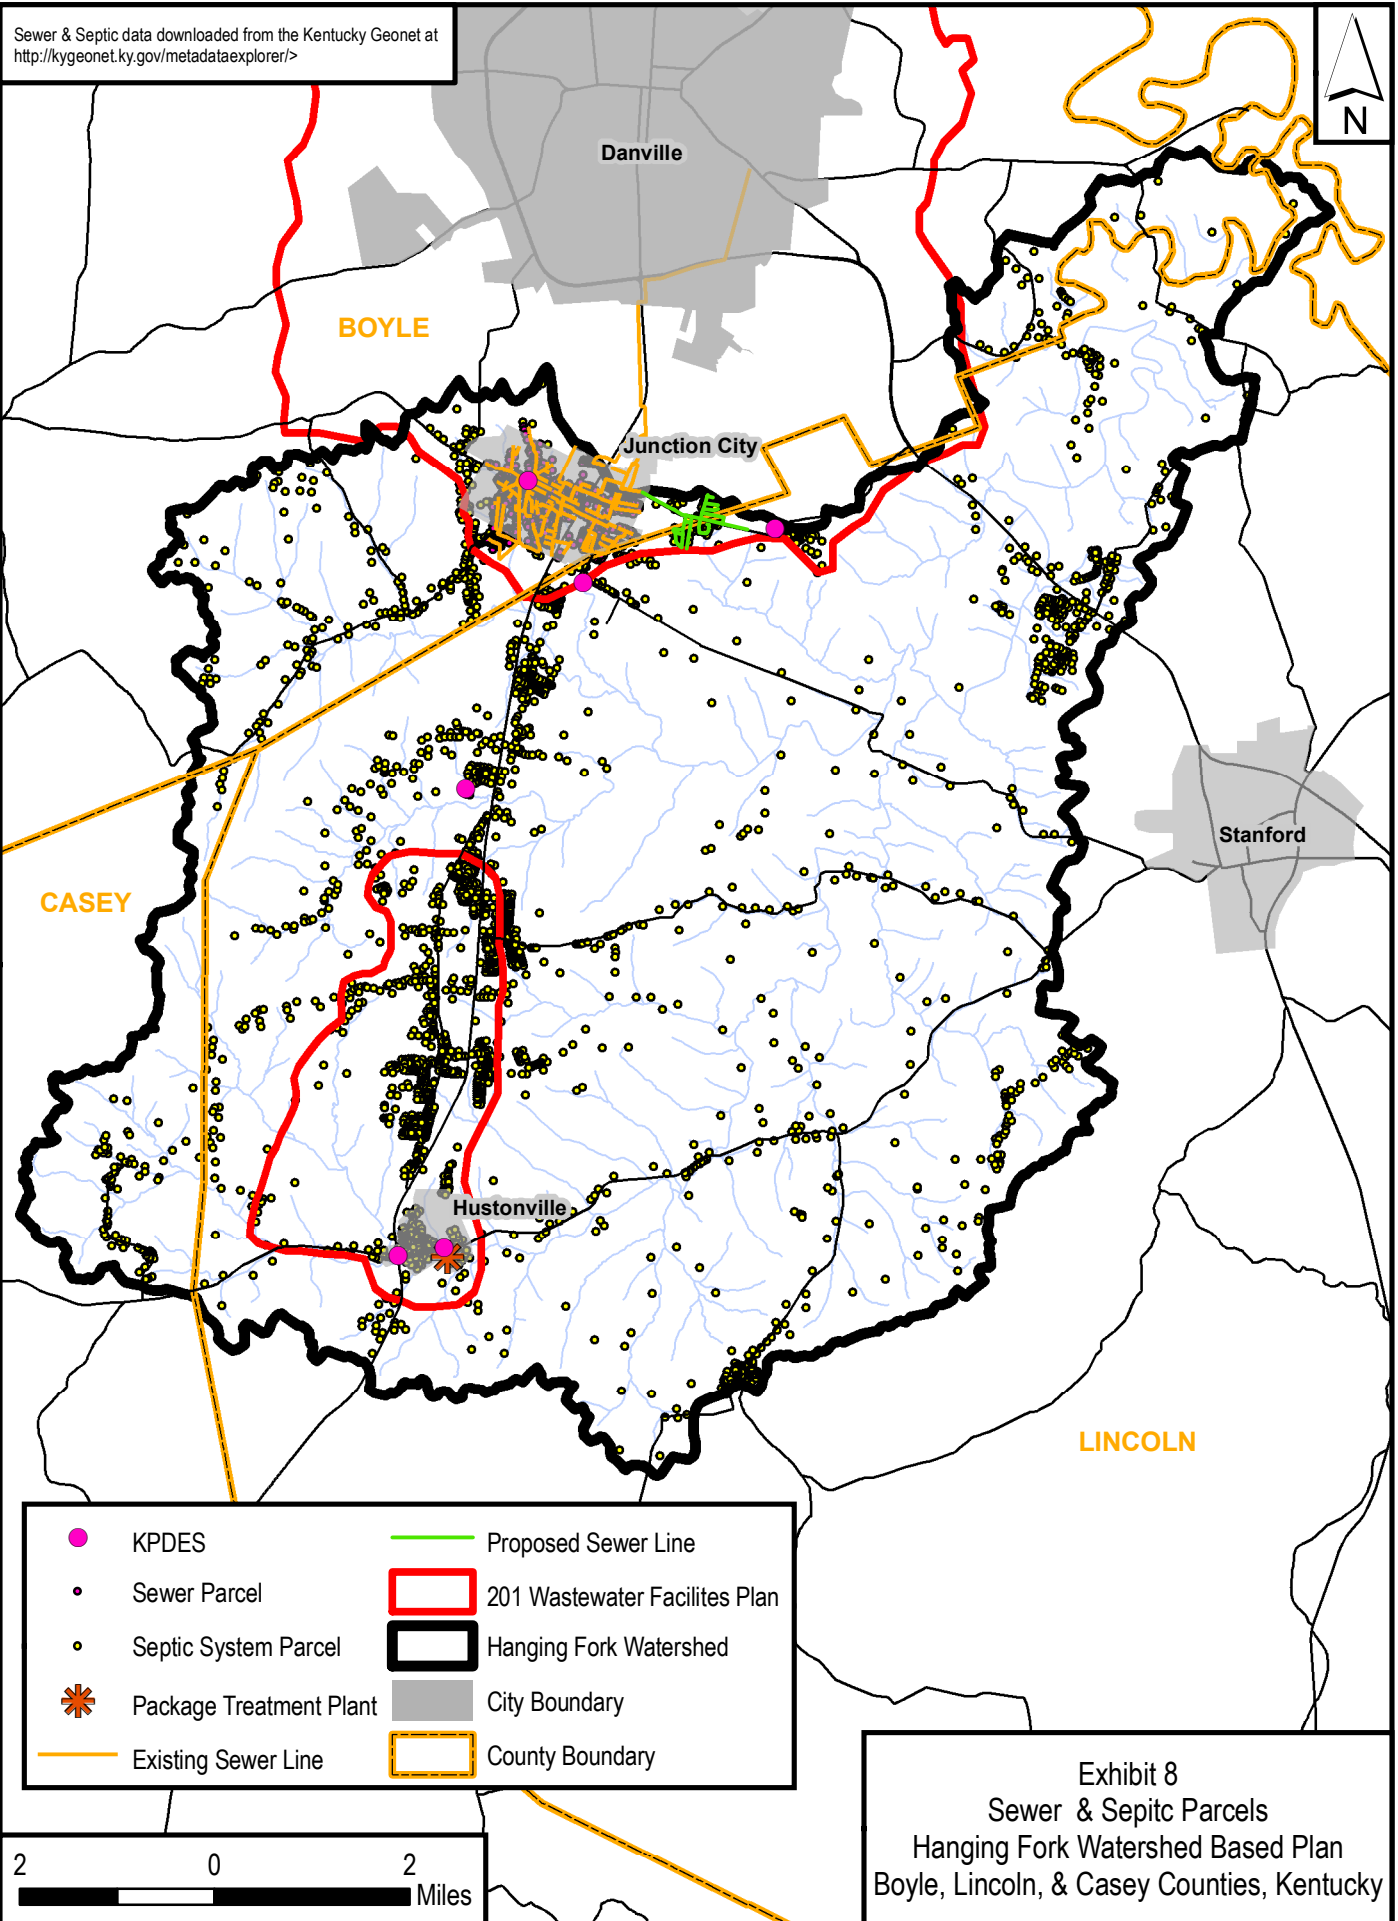 Sewer & Septic data downloaded from the Kentucky Geonet at
http://kygeonet.ky.gov/metadataexplorer/>
N
Danville
BOYLE
Junction City
Stanford
CASEY
Hustonville
LINCOLN
KPDES
Sewer Parcel
Septic System Parcel
Package Treatment Plant
Existing Sewer Line
Proposed Sewer Line
201 Wastewater Facilites Plan
Hanging Fork Watershed
City Boundary
County Boundary
Exhibit 8
Sewer & Sepitc Parcels
Hanging Fork Watershed Based Plan
Boyle, Lincoln, & Casey Counties, Kentucky
2 0 2
Miles